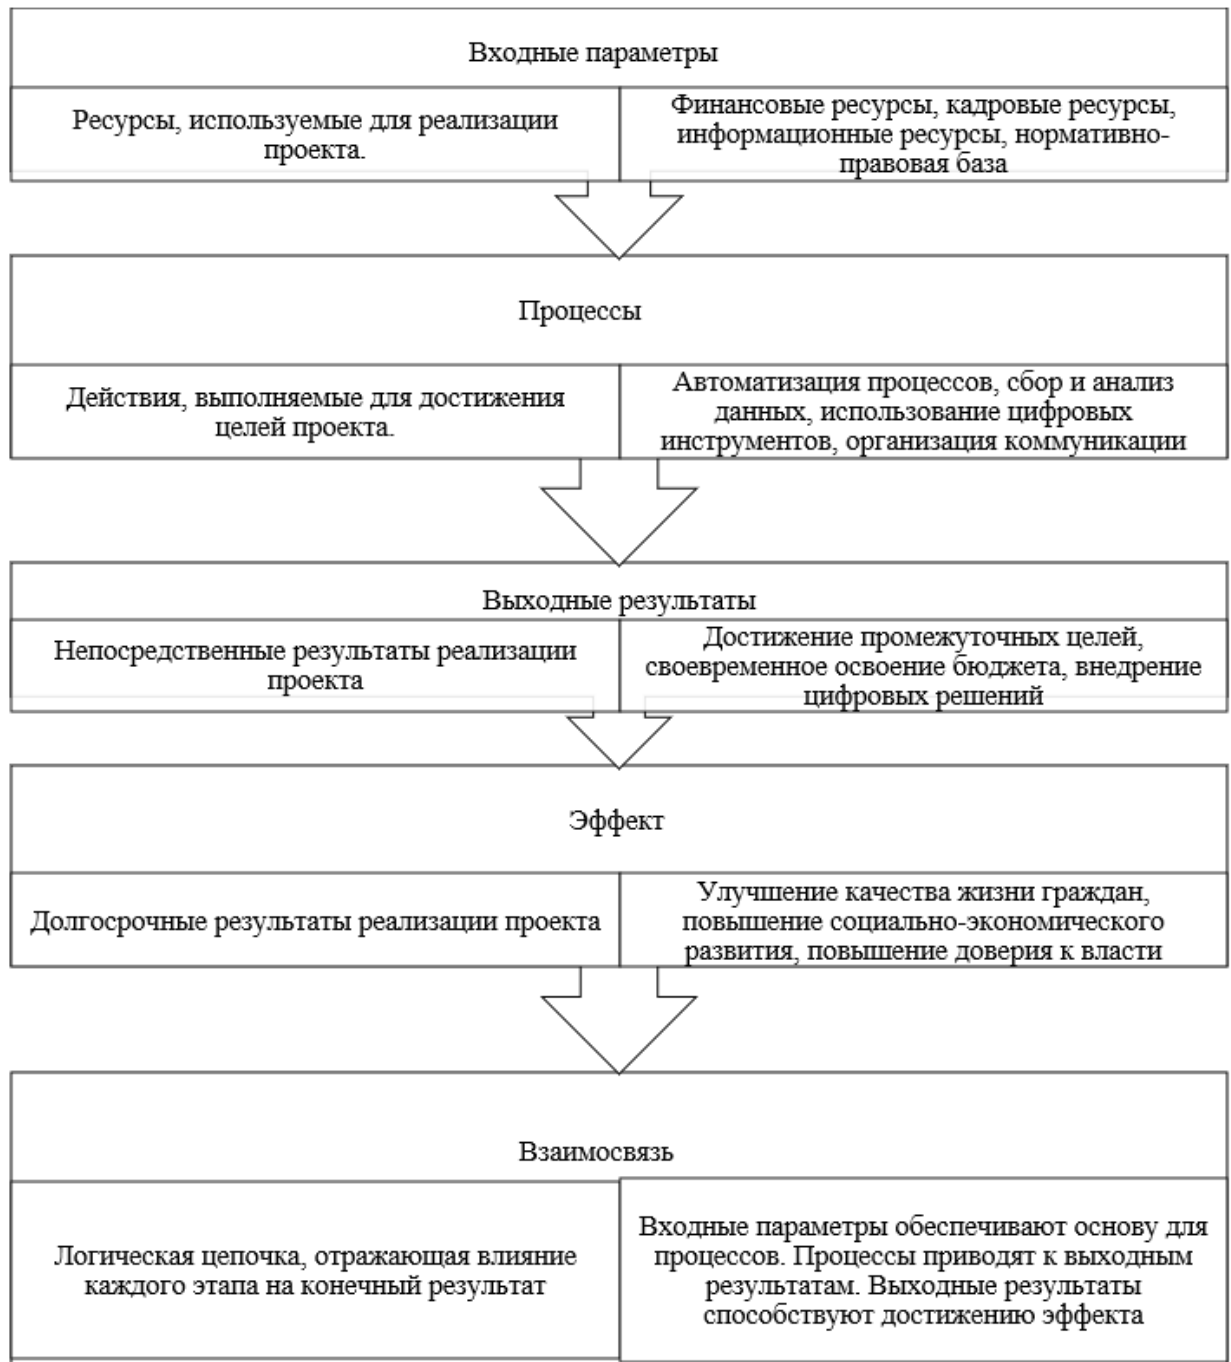 Входные параметры
Ресурсы, используемые для реализации
проекта.
Финансовые ресурсы, кадровые ресурсы,
информационные ресурсы, нормативно-
правовая база
Процессы
Действия, выполняемые для достижения
целей проекта.
Автоматизация процессов, сбор и анализ
данных, использование цифровых
инструментов, организация коммуникации
Выходные результаты
Непосредственные результаты реализации
проекта
Достижение промежуточных целей,
своевременное освоение бюджета, внедрение
цифровых решений
Эффект
Долгосрочные результаты реализации проекта
Улучшение качества жизни граждан,
повышение социально-экономического
развития, повышение доверия к власти
Взаимосвязь
Логическая цепочка, отражающая влияние
каждого этапа на конечный результат
Входные параметры обеспечивают основу для
процессов. Процессы приводят к выходным
результатам. Выходные результаты
способствуют достижению эффекта